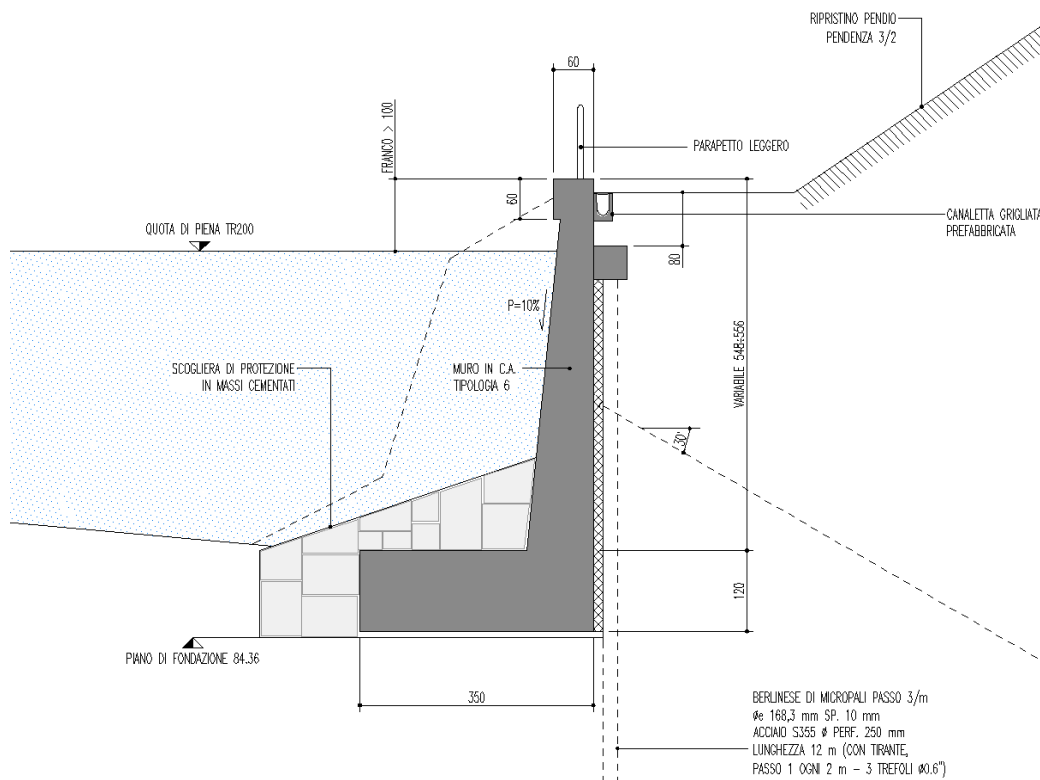 RIPRISTINO PENDIO
PENDENZA 3/2
60
FRANCO > 100
PARAPETTO LEGGERO
60
CANALETTA GRIGLIATA
PREFABBRICATA
QUOTA DI PIENA TR200
80
P=10%
SCOGLIERA DI PROTEZIONE
IN MASSI CEMENTATI
MURO IN C.A.
TIPOLOGIA 6
VARIABILE 548÷556
30°
120
PIANO DI FONDAZIONE 84.36
350
BERLINESE DI MICROPALI PASSO 3/m
Øe 168,3 mm SP. 10 mm
ACCIAIO S355 Ø PERF. 250 mm
LUNGHEZZA 12 m (CON TIRANTE,
PASSO 1 OGNI 2 m – 3 TREFOLI Ø0.6")